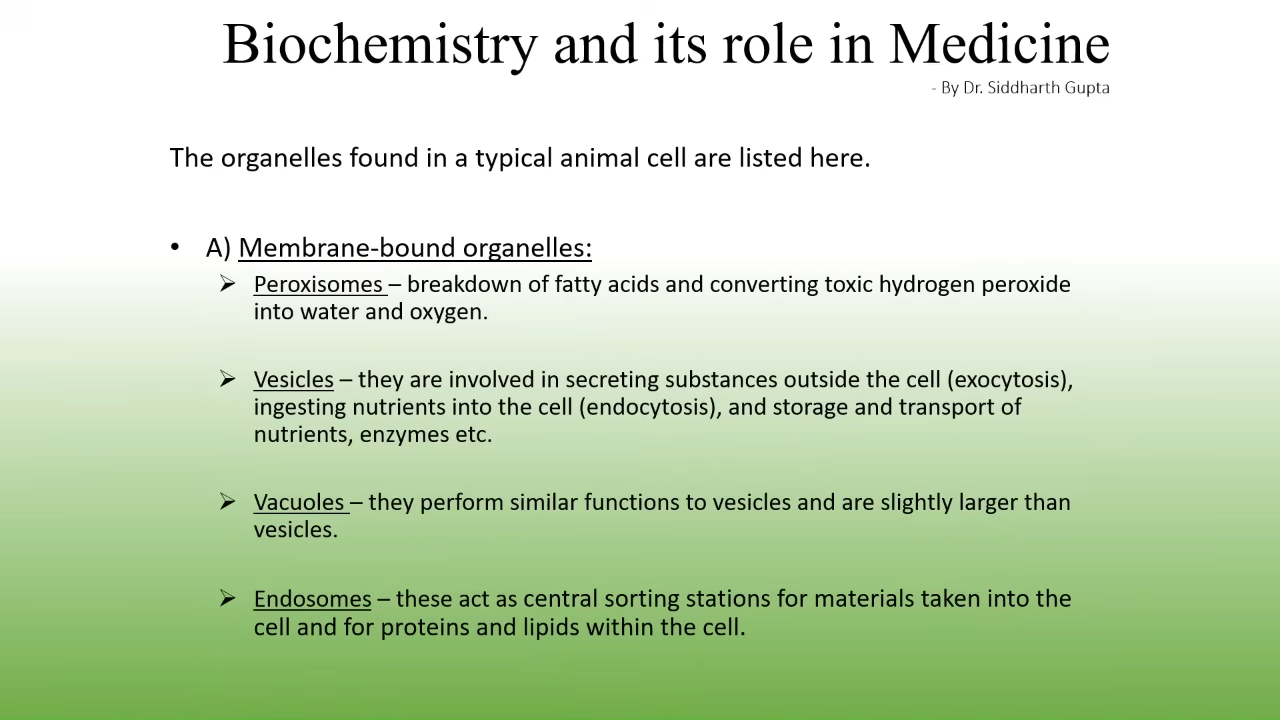 Biochemistry and its role in Medicine
- By Dr. Siddharth Gupta
The organelles found in a typical animal cell are listed here.
• A) Membrane-bound organelles:
➢ Peroxisomes – breakdown of fatty acids and converting toxic hydrogen peroxide
into water and oxygen.
➢ Vesicles – they are involved in secreting substances outside the cell (exocytosis),
ingesting nutrients into the cell (endocytosis), and storage and transport of
nutrients, enzymes etc.
➢ Vacuoles – they perform similar functions to vesicles and are slightly larger than
vesicles.
➢ Endosomes – these act as central sorting stations for materials taken into the
cell and for proteins and lipids within the cell.